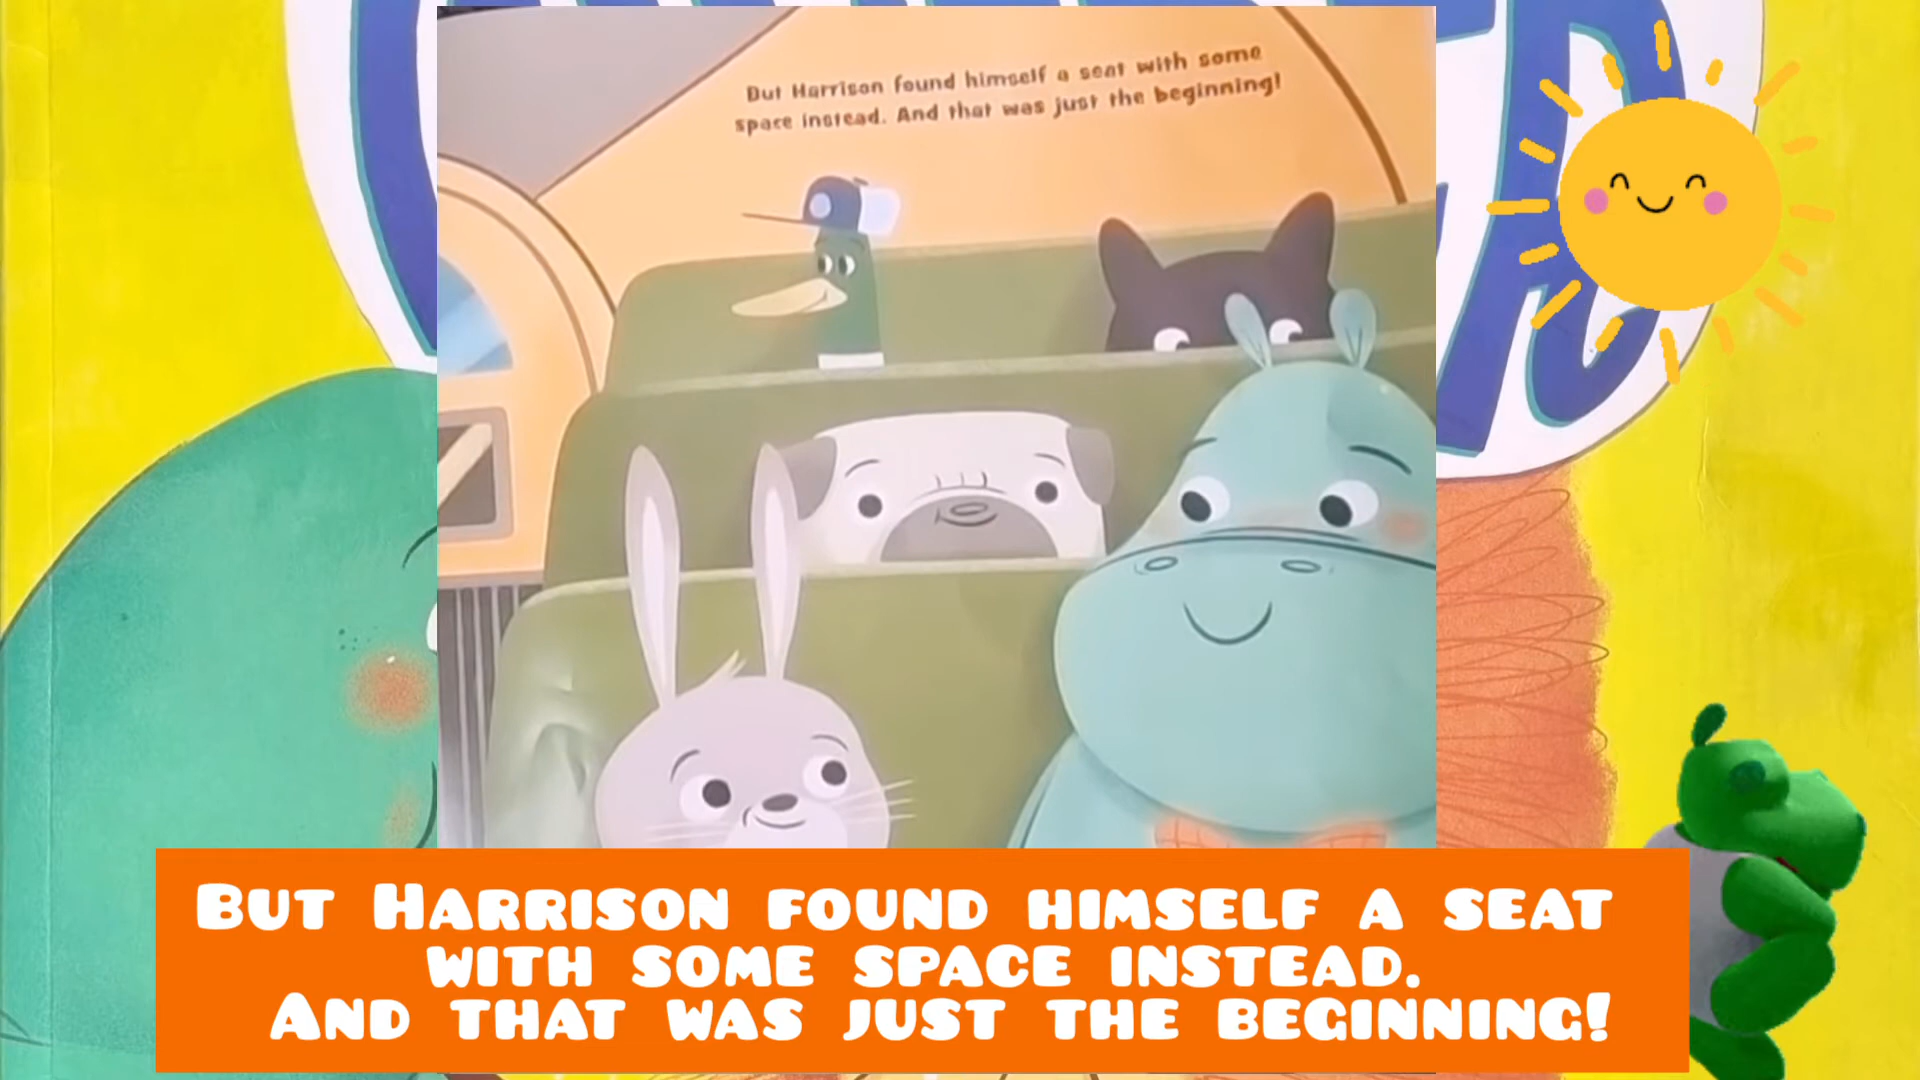 But Harrison found himself a seat with some
space instead. And that was just the beginning!
But Harrison found himself a seat
with some space instead.
And that was just the beginning!